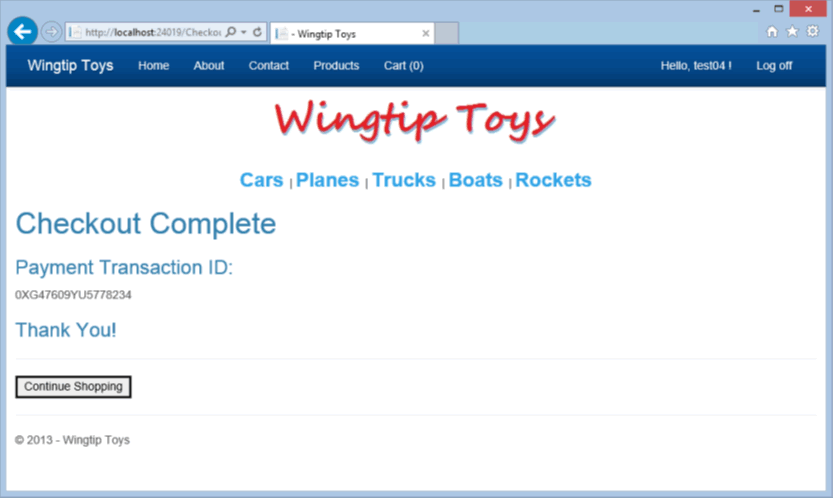 http://localhost:24019/Checkou
- Wingtip Toys
Wingtip Toys Home About Contact Products Cart (0) Hello, test04 ! Log off
Wingtip Toys
Cars | Planes | Trucks | Boats | Rockets
Checkout Complete
Payment Transaction ID:
0XG47609YU5778234
Thank You!
Continue Shopping
© 2013 - Wingtip Toys